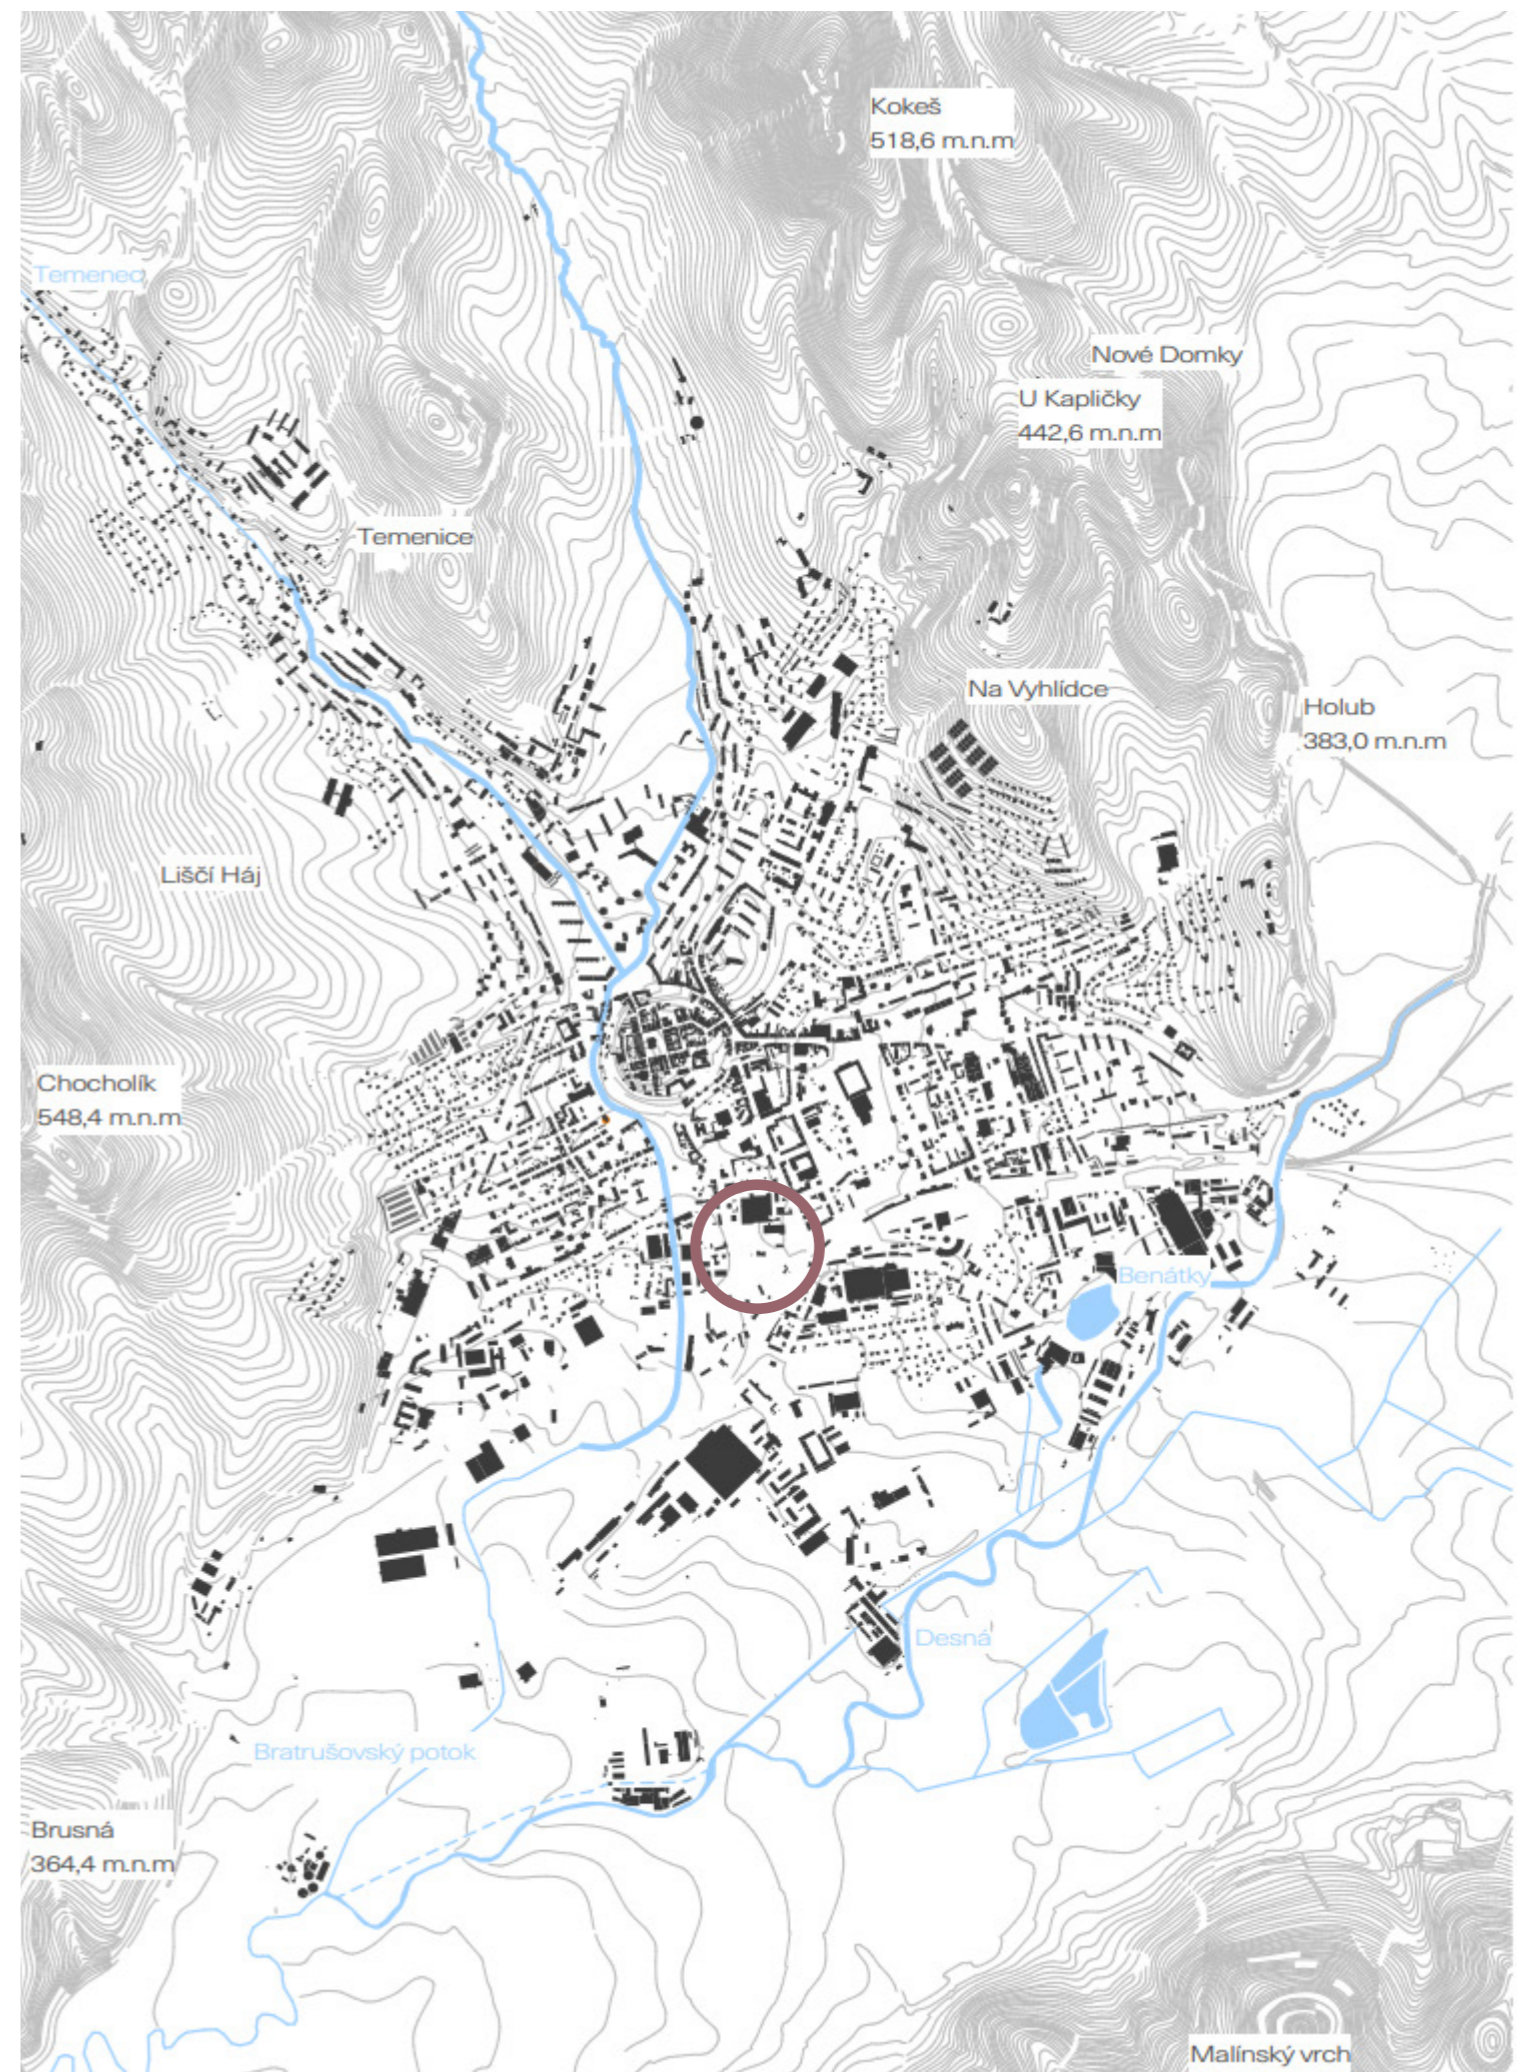 Kokeš
518,6 m.n.m
Temenec
Nové Domky
U Kapličky
442,6 m.n.m
Temenice
Na Vyhlídce
Holub
383,0 m.n.m
Liščí Háj
Chocholík
548,4 m.n.m
Benátky
Desná
Bratrušovský potok
Brusná
364,4 m.n.m
Malínský vrch